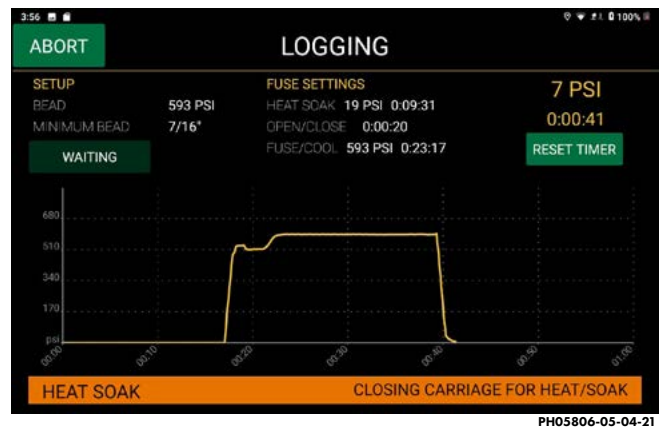 3:56 100%
ABORT LOGGING
SETUP
BEAD 593 PSI
MINIMUM BEAD 7/16"
WAITING
FUSE SETTINGS
HEAT SOAK 19 PSI 0:09:31
OPEN/CLOSE 0:00:20
FUSE/COOL 593 PSI 0:23:17
7 PSI
0:00:41
RESET TIMER
680
510
340
170
psi
00:00 00:10 00:20 00:30 00:40 00:50 01:00
HEAT SOAK CLOSING CARRIAGE FOR HEAT/SOAK
PH05806-05-04-21